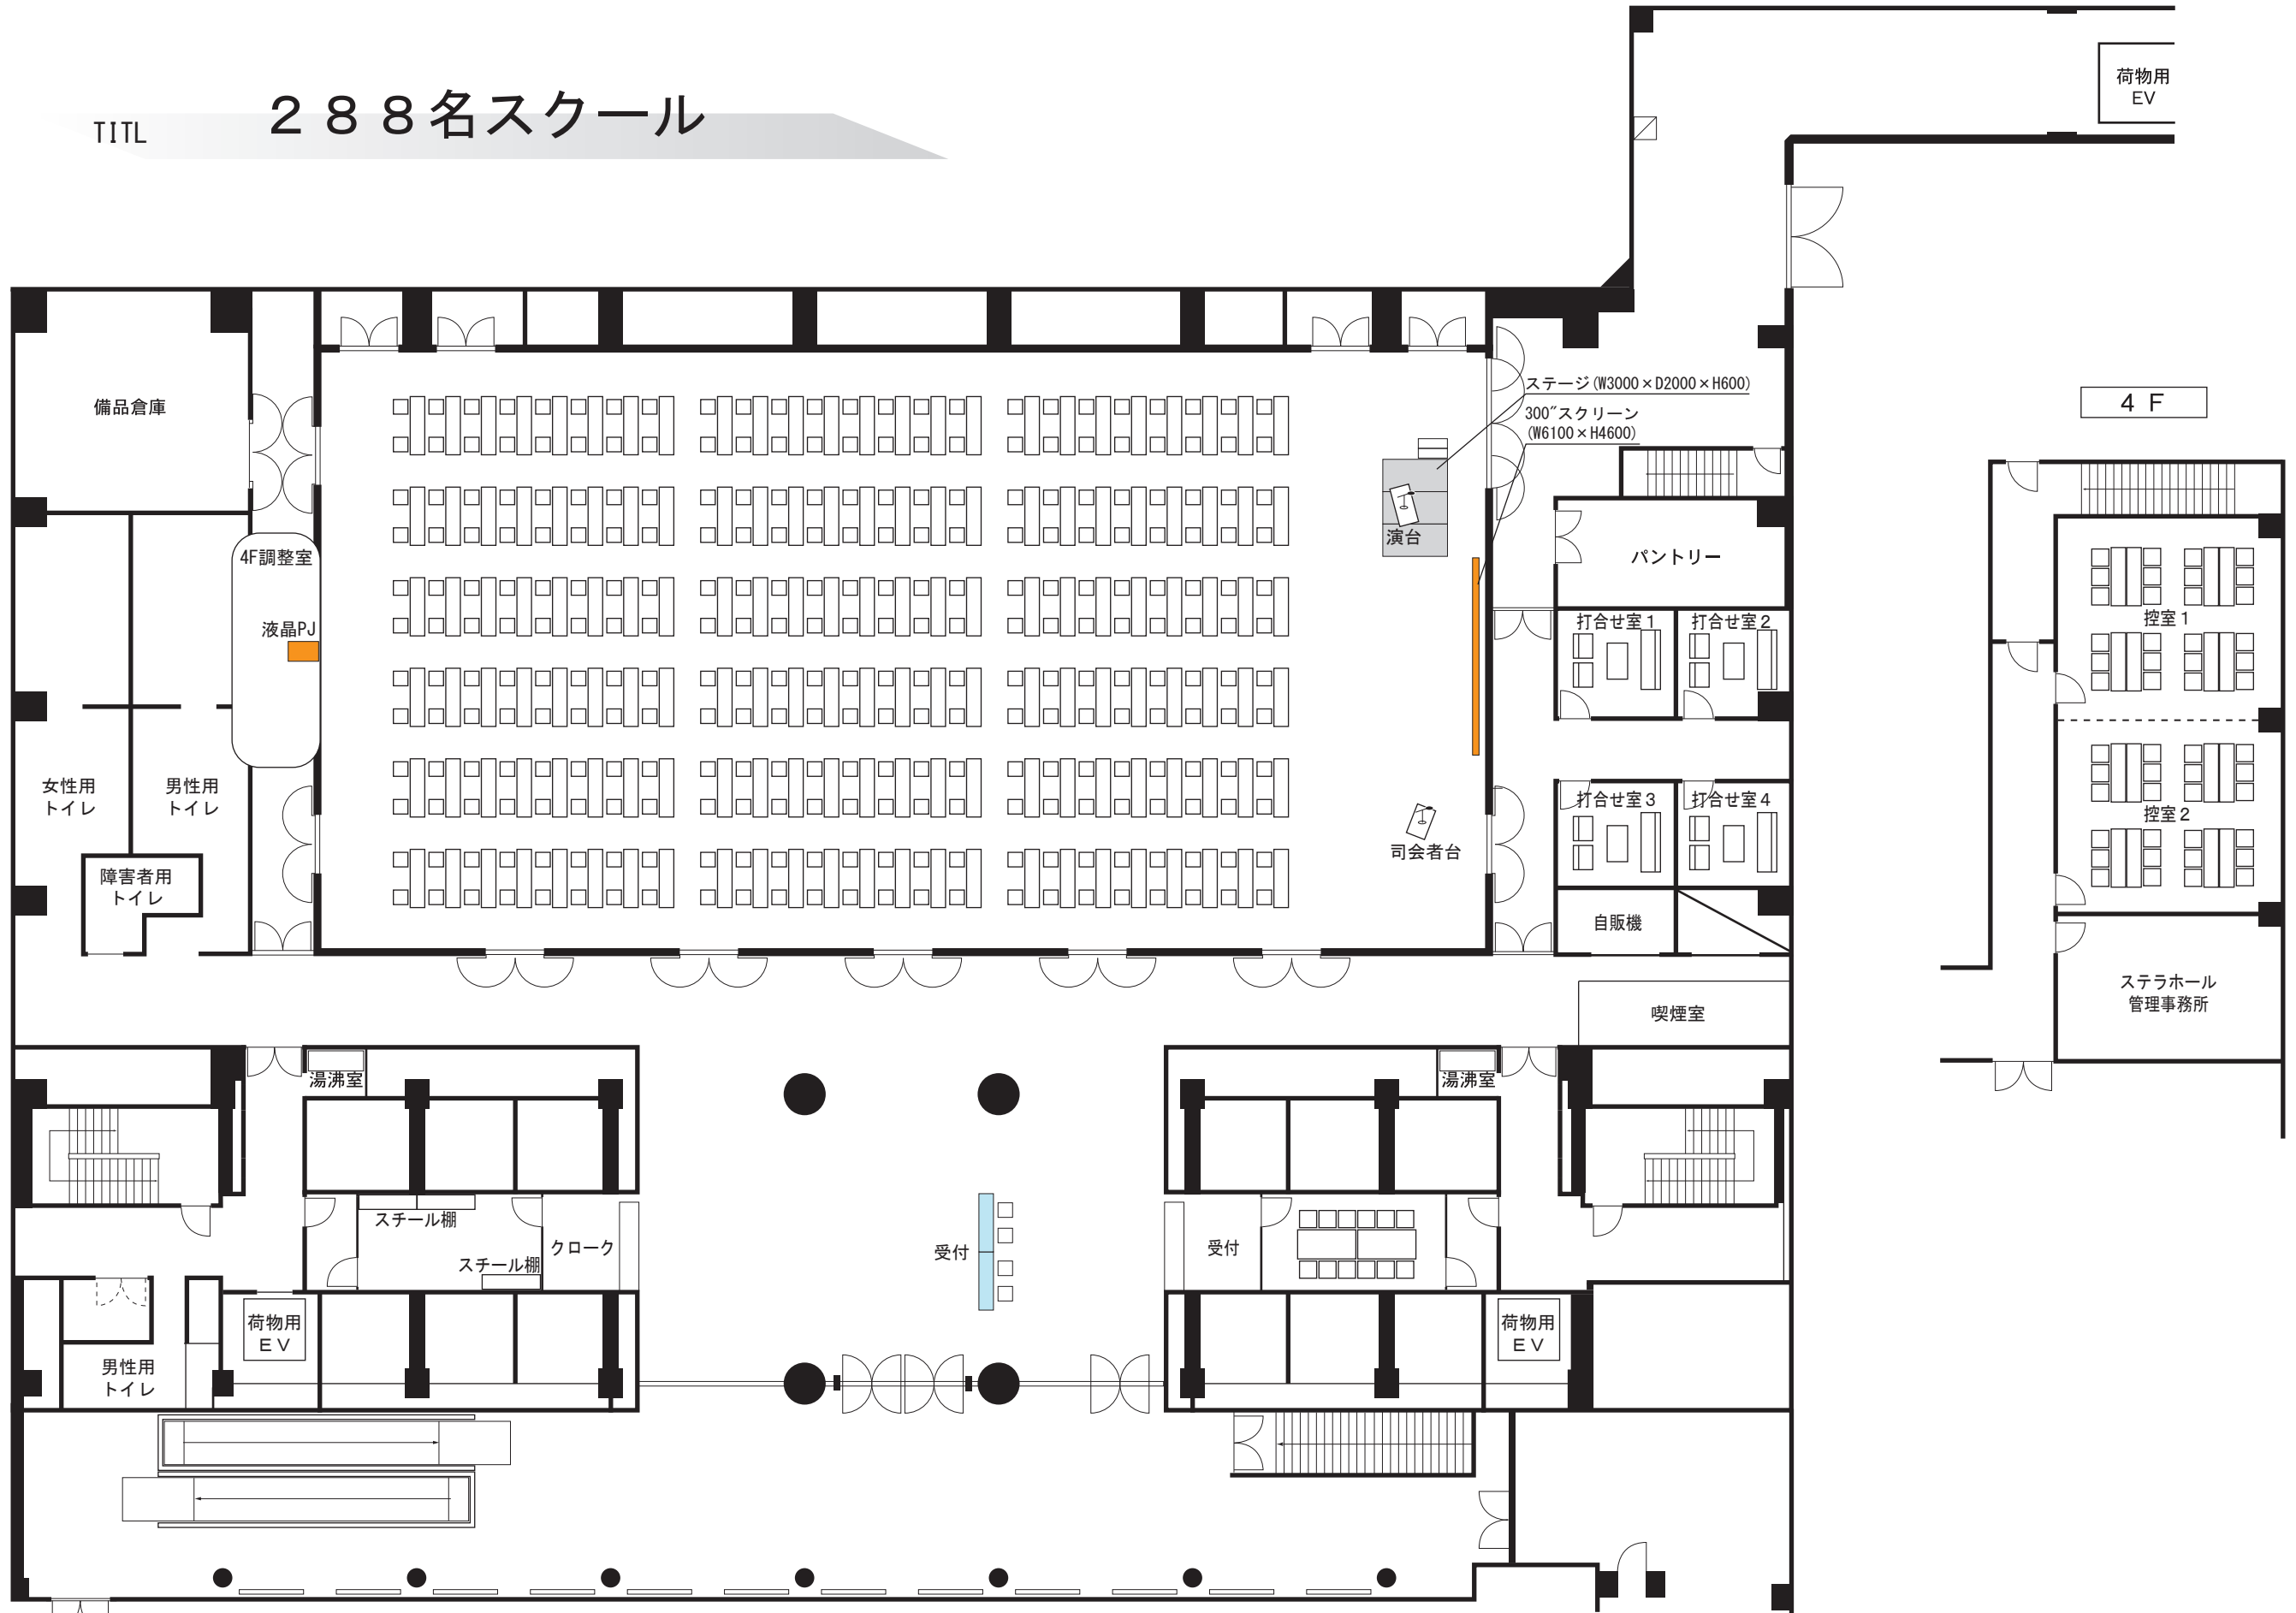 TITL
２８８名スクール
荷物用
EV
ステージ(W3000×D2000×H600)
300″スクリーン
(W6100×H4600)
備品倉庫
４ F
演台
4F調整室
パントリー
液晶PJ
打合せ室１
打合せ室２
控室１
女性用
トイレ
男性用
トイレ
打合せ室３
打合せ室４
控室２
司会者台
障害者用
トイレ
自販機
ステラホール
管理事務所
喫煙室
湯沸室
湯沸室
スチール棚
スチール棚
クローク
受付
受付
荷物用
ＥＶ
荷物用
ＥＶ
男性用
トイレ